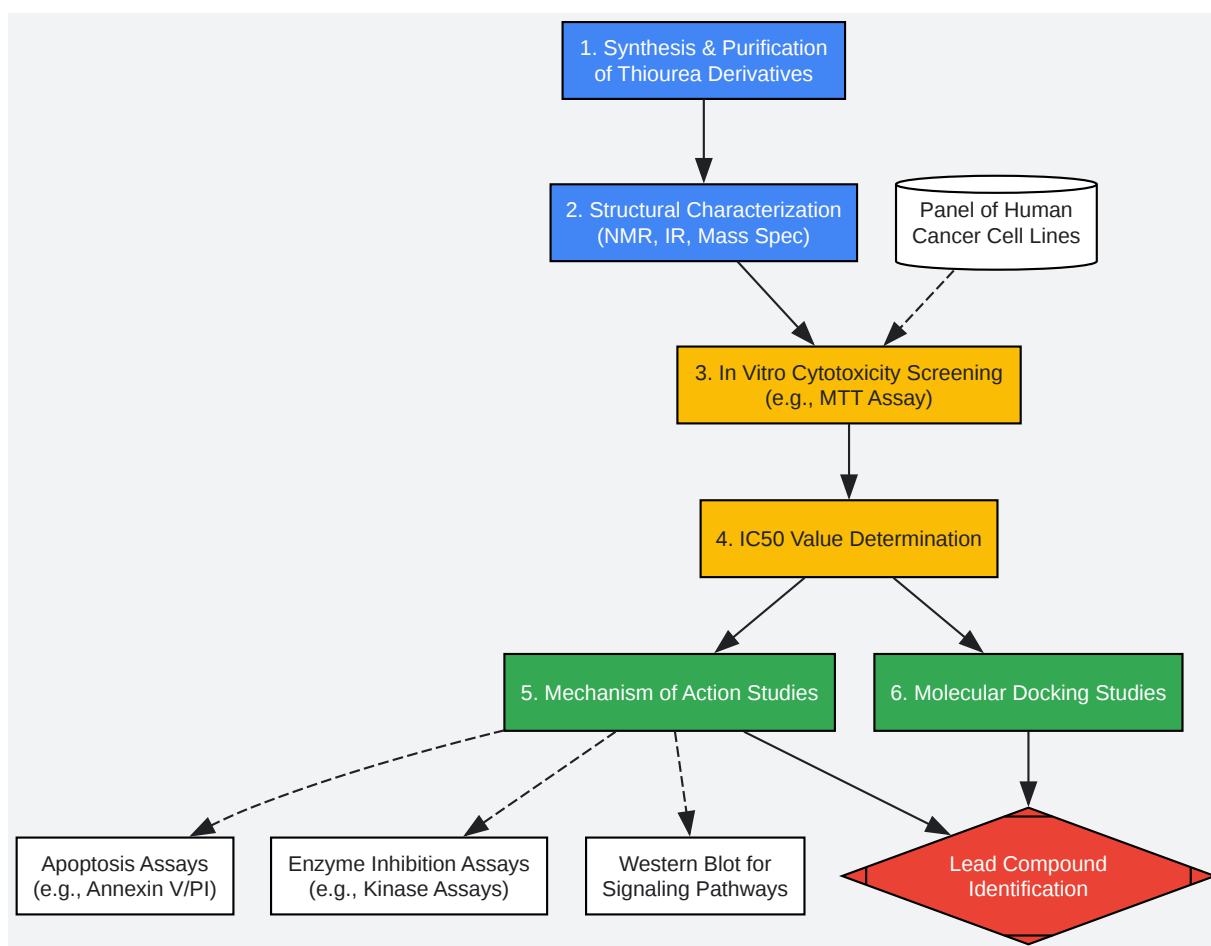 1. Synthesis & Purification
of Thiourea Derivatives
2. Structural Characterization
(NMR, IR, Mass Spec)
Panel of Human
Cancer Cell Lines
3. In Vitro Cytotoxicity Screening
(e.g., MTT Assay)
4. IC50 Value Determination
5. Mechanism of Action Studies
6. Molecular Docking Studies
Apoptosis Assays
(e.g., Annexin V/PI)
Enzyme Inhibition Assays
(e.g., Kinase Assays)
Western Blot for
Signaling Pathways
Lead Compound
Identification